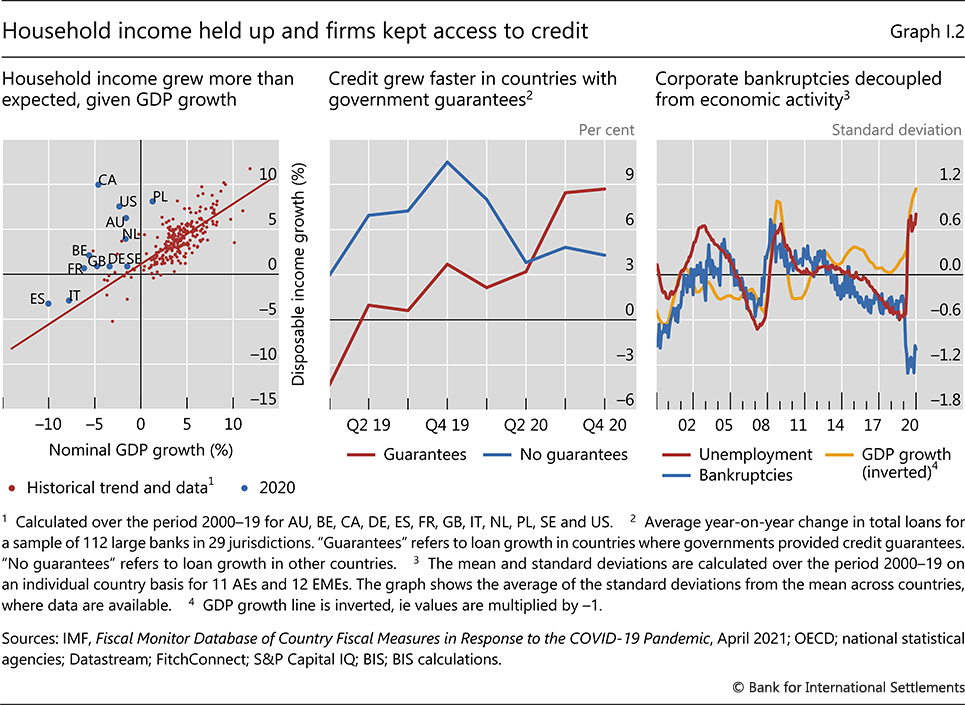 Household income held up and firms kept access to credit
Graph I.2
Household income grew more than
expected, given GDP growth
Credit grew faster in countries with
government guarantees2
Corporate bankruptcies decoupled
from economic activity3
Per cent
Standard deviation
CA
US
PL
AU
NL
BE
GB
DE
SE
FR
ES
IT
10
5
0
–5
–10
–15
Disposable income growth (%)
–10 –5 0 5 10
Nominal GDP growth (%)
Historical trend and data1
2020
9
6
3
0
–3
–6
Q2 19 Q4 19 Q2 20 Q4 20
Guarantees
No guarantees
1.2
0.6
0.0
–0.6
–1.2
–1.8
02 05 08 11 14 17 20
Unemployment
Bankruptcies
GDP growth
(inverted)4
1 Calculated over the period 2000–19 for AU, BE, CA, DE, ES, FR, GB, IT, NL, PL, SE and US. 2 Average year-on-year change in total loans for
a sample of 112 large banks in 29 jurisdictions. “Guarantees” refers to loan growth in countries where governments provided credit guarantees.
“No guarantees” refers to loan growth in other countries. 3 The mean and standard deviations are calculated over the period 2000–19 on
an individual country basis for 11 AEs and 12 EMEs. The graph shows the average of the standard deviations from the mean across countries,
where data are available. 4 GDP growth line is inverted, ie values are multiplied by –1.
Sources: IMF, Fiscal Monitor Database of Country Fiscal Measures in Response to the COVID-19 Pandemic, April 2021; OECD; national statistical
agencies; Datastream; FitchConnect; S&P Capital IQ; BIS; BIS calculations.
© Bank for International Settlements